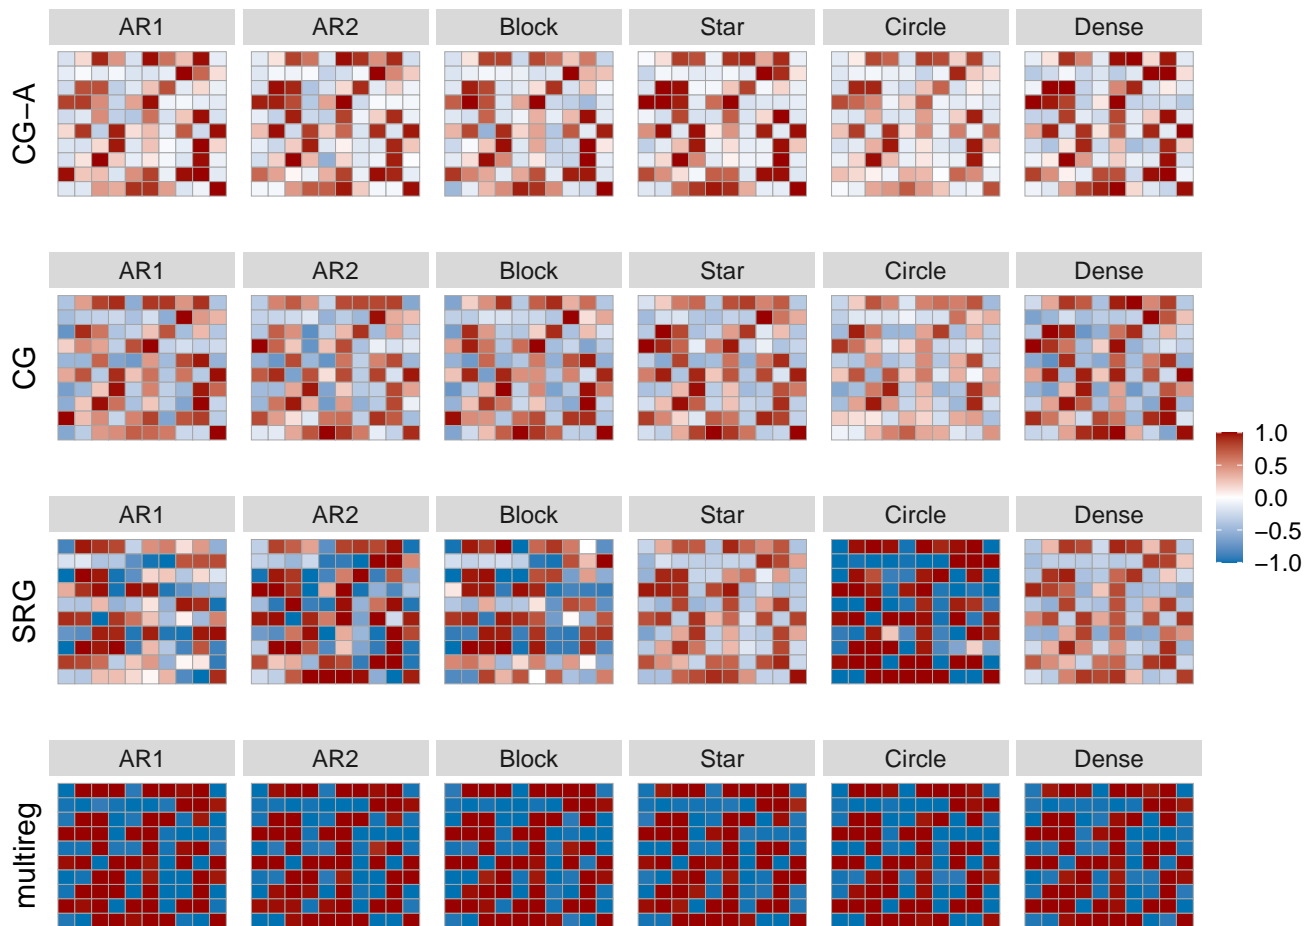 AR1 AR2 Block Star Circle Dense
CG−A
AR1 AR2 Block Star Circle Dense
CG
1.0
0.5
0.0
−0.5
−1.0
AR1 AR2 Block Star Circle Dense
SRG
AR1 AR2 Block Star Circle Dense
multireg